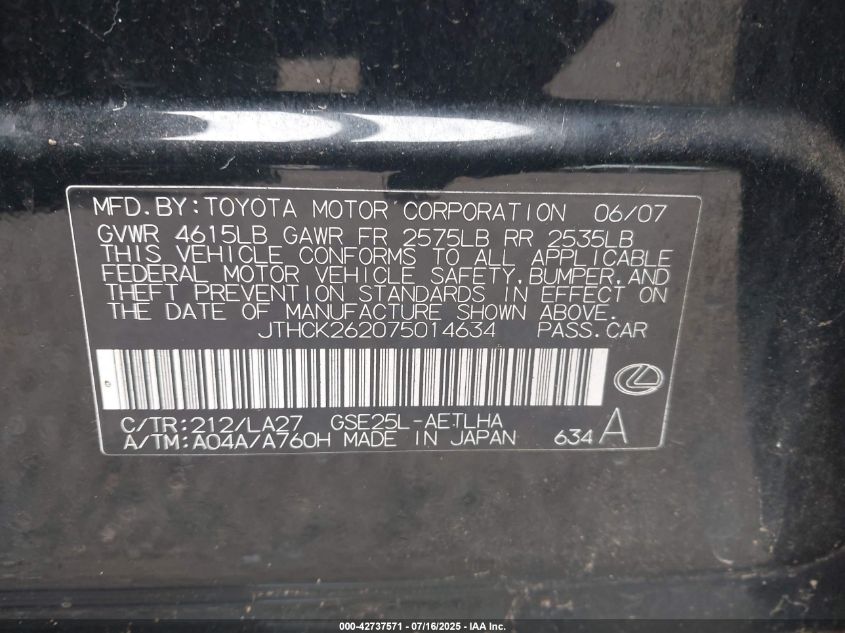 MFD. BY: TOYOTA MOTOR CORPORATION 06/07
GVWR 4615LB GAWR FR 2575LB RR 2535LB
THIS VEHICLE CONFORMS TO ALL APPLICABLE
FEDERAL MOTOR VEHICLE SAFETY, BUMPER, AND
THEFT PREVENTION STANDARDS IN EFFECT ON
THE DATE OF MANUFACTURE SHOWN ABOVE.
JTHCK262075014634 PASS. CAR
C/TR: 212/LA27 GSE25L-AETLHA
A/TM: A04A/A760H MADE IN JAPAN 634 A
000-42737571 - 07/16/2025 - IAA Inc.